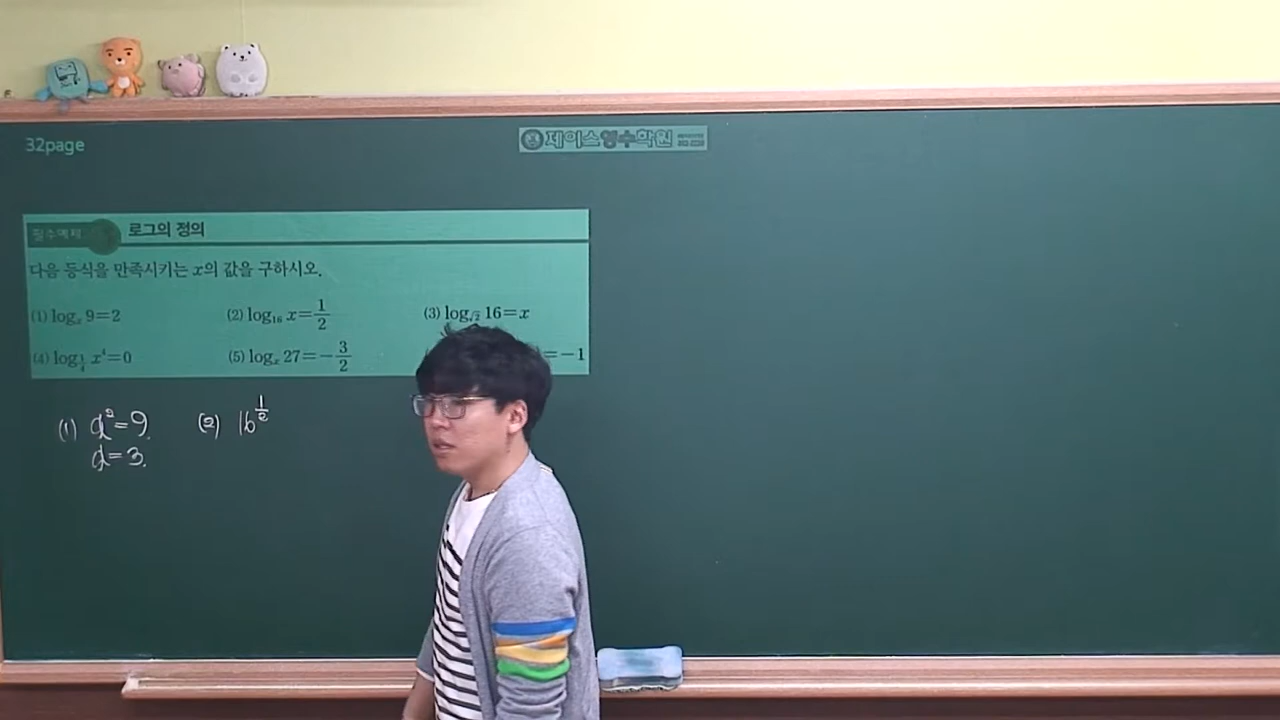 32page
제이스영수학원
필수예제
로그의 정의
다음 등식을 만족시키는 x의 값을 구하시오.
(1) logₓ 9=2 (2) log₁₆ x=1/2 (3) log_√2 16=x
(4) log_1/4 x⁴=0 (5) logₓ 27=-3/2 =-1
(1) x²=9. (2) 16^1/2
x=3.